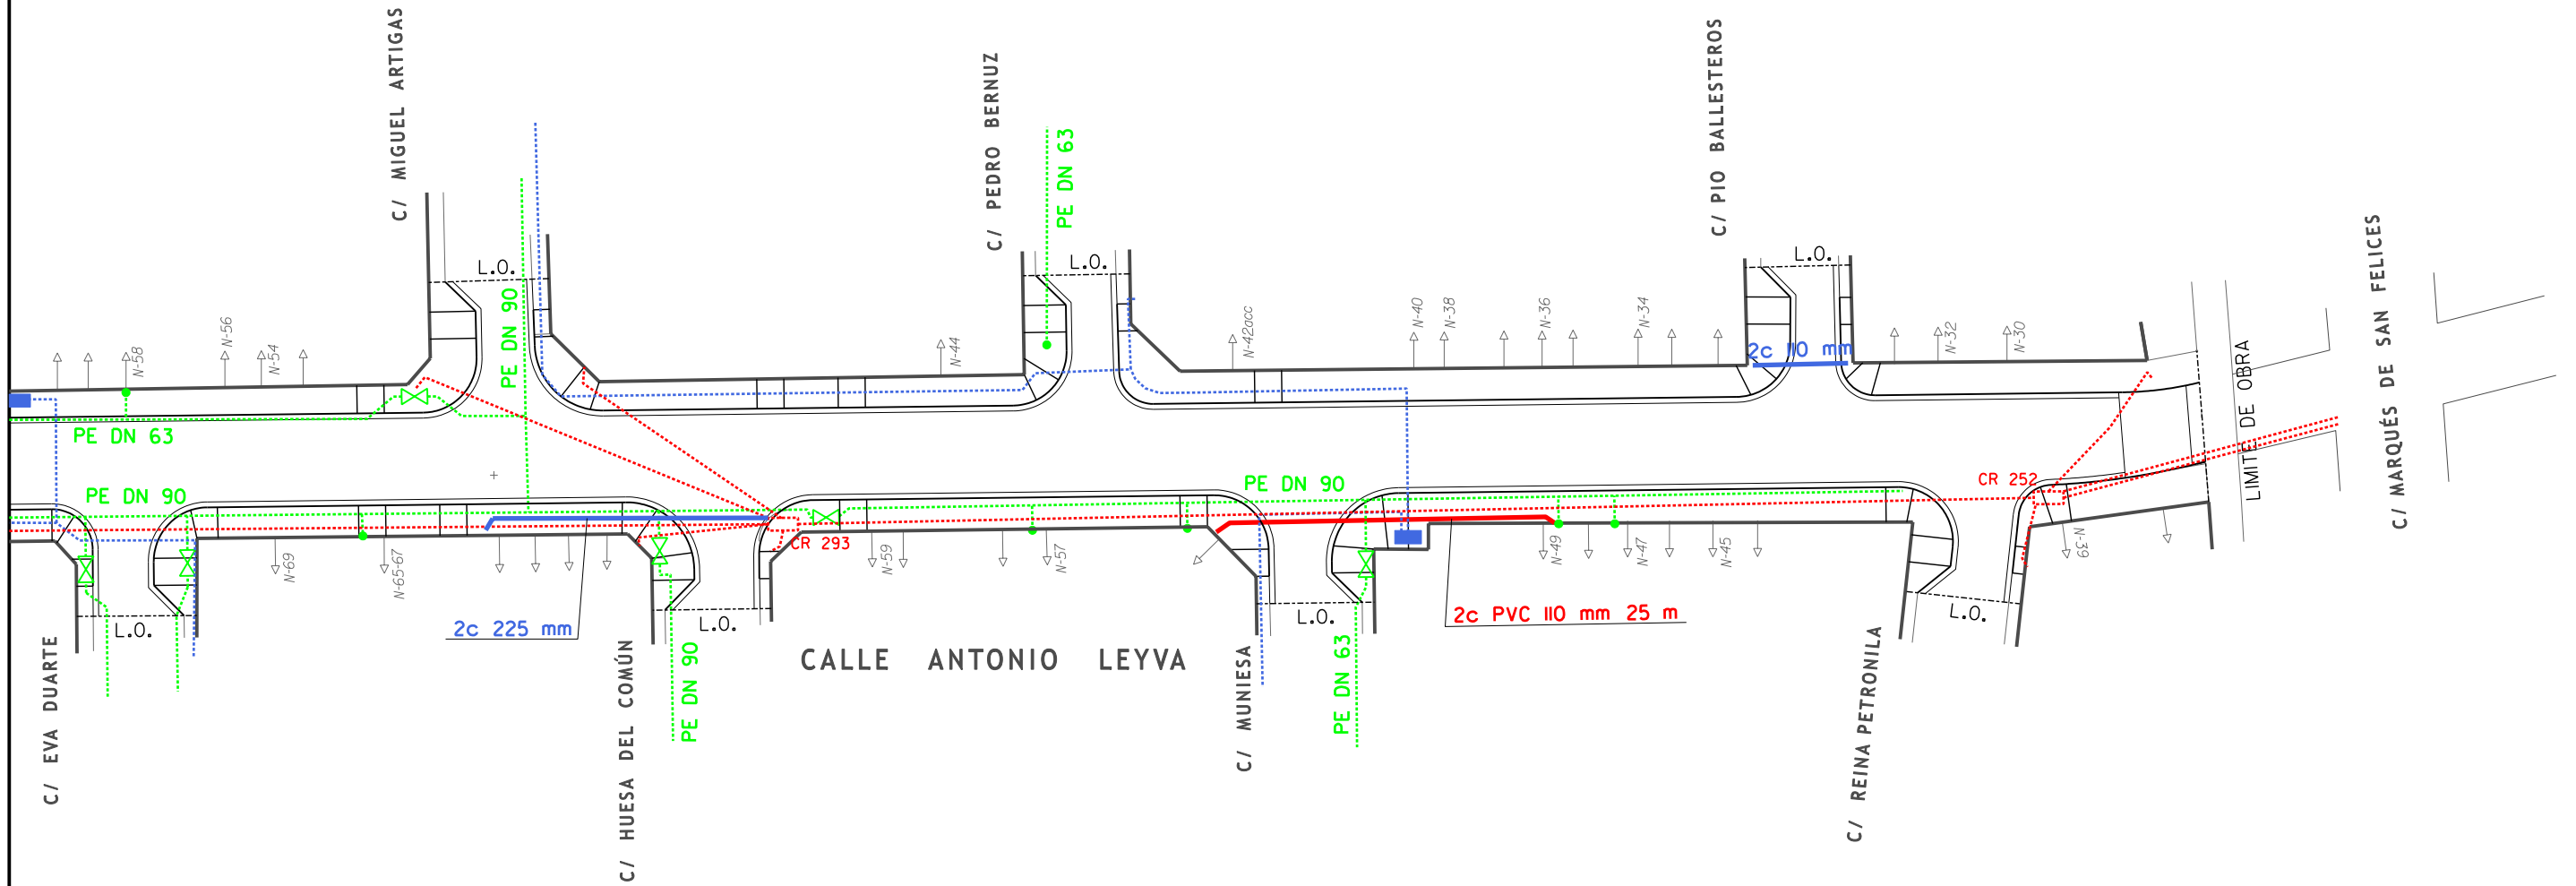 C/ MIGUEL ARTIGAS
C/ PEDRO BERNUZ
PE DN 63
C/ PIO BALLESTEROS
C/ MARQUÉS DE SAN FELICES
L.O.
L.O.
L.O.
PE DN 90
N-58
N-56
N-54
N-44
N-42acc
N-40
N-38
N-36
N-34
2c 110 mm
N-32
N-30
LIMITE DE OBRA
PE DN 63
PE DN 90
PE DN 90
CR 252
CR 293
N-69
N-65-67
N-59
N-57
N-49
N-47
N-45
N-39
L.O.
2c 225 mm
L.O.
L.O.
2c PVC 110 mm 25 m
L.O.
C/ EVA DUARTE
C/ HUESA DEL COMÚN
PE DN 90
CALLE ANTONIO LEYVA
C/ MUNIESA
PE DN 63
C/ REINA PETRONILA